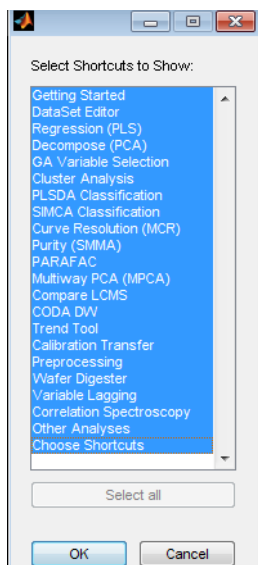 Select Shortcuts to Show:
Getting Started
DataSet Editor
Regression (PLS)
Decompose (PCA)
GA Variable Selection
Cluster Analysis
PLSDA Classification
SIMCA Classification
Curve Resolution (MCR)
Purity (SMMA)
PARAFAC
Multiway PCA (MPCA)
Compare LCMS
CODA DW
Trend Tool
Calibration Transfer
Preprocessing
Wafer Digester
Variable Lagging
Correlation Spectroscopy
Other Analyses
Choose Shortcuts
Select all
OK Cancel